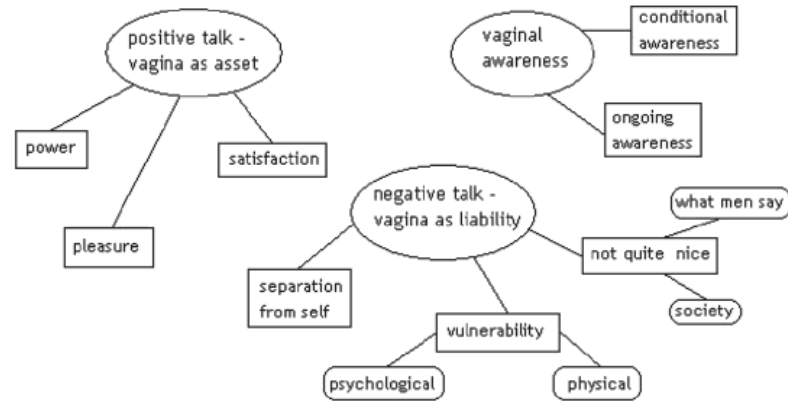 positive talk -
vagina as asset
power
pleasure
satisfaction
vaginal
awareness
conditional
awareness
ongoing
awareness
negative talk -
vagina as liability
separation
from self
vulnerability
psychological
physical
not quite nice
what men say
society